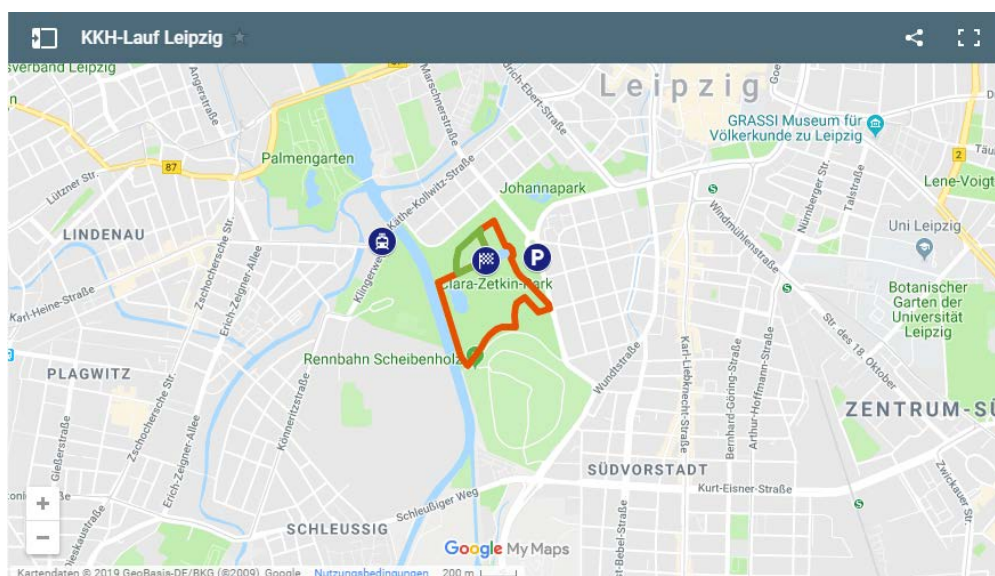 KKH-Lauf Leipzig
sverband Leipzig
Angerstraße
Marschnerstraße
Leipzig
GRASSI Museum für
Völkerkunde zu Leipzig
Palmengarten
87
2
Lützner Str.
Käthe-Kollwitz-Straße
Johannapark
Nürnberger Str.
Talstraße
Lene-Voigt
LINDENAU
Windmühlenstraße
Uni Leipzig
P
Zschochersche Str.
Erich-Zeigner-Allee
Klingerweg
Clara-Zetkin-Park
Karl-Heine-Straße
Botanischer
Garten der
Universität
Leipzig
Str. des 18. Oktober
Rennbahn Scheibenholz
PLAGWITZ
Wundtstraße
Karl-Liebknecht-Straße
Bernhard-Göring-Straße
Arthur-Hoffmann-Straße
Könneritzstraße
Zschochersche Str.
ZENTRUM-SÜ
Gießerstraße
Erich-Zeigner-Allee
SÜDVORSTADT
Kurt-Eisner-Straße
Zwickauer Str.
Schleußiger Weg
SCHLEUSSIG
Google My Maps
Kartendaten © 2019 GeoBasis-DE/BKG (©2009), Google
Nutzungsbedingungen
200 m